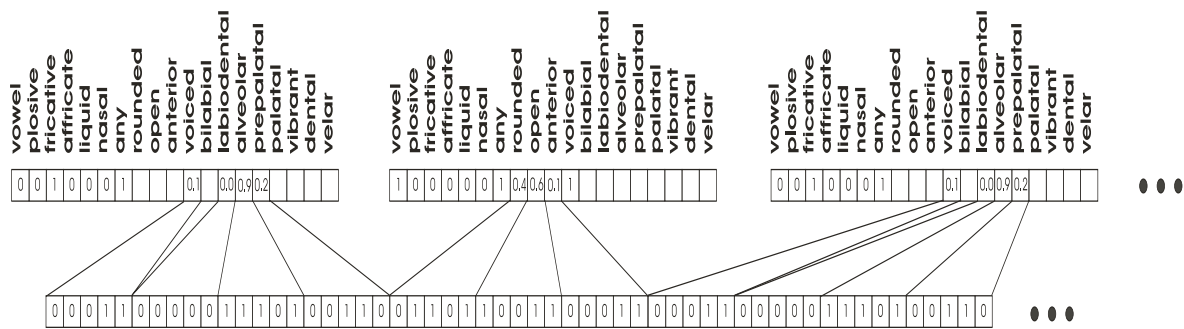 vowel
plosive
fricative
affricate
liquid
nasal
any
rounded
open
anterior
voiced
bilabial
labiodental
alveolar
prepalatal
palatal
vibrant
dental
velar
vowel
plosive
fricative
affricate
liquid
nasal
any
rounded
open
anterior
voiced
bilabial
labiodental
alveolar
prepalatal
palatal
vibrant
dental
velar
vowel
plosive
fricative
affricate
liquid
nasal
any
rounded
open
anterior
voiced
bilabial
labiodental
alveolar
prepalatal
palatal
vibrant
dental
velar
0 0 1 0 0 0 1 0.1 0.0 0.9 0.2
1 0 0 0 0 0 1 0.4 0.6 0.1 1
0 0 1 0 0 0 1 0.1 0.0 0.9 0.2
0 0 0 1 1 0 0 0 0 0 1 1 1 0 1 0 0 1 1 0 0 1 1 0 1 0 0 1 1 0 0 0 0 1 1 0 0 0 1 1 0 0 0 0 0 1 1 1 0 1 0 0 1 1 0